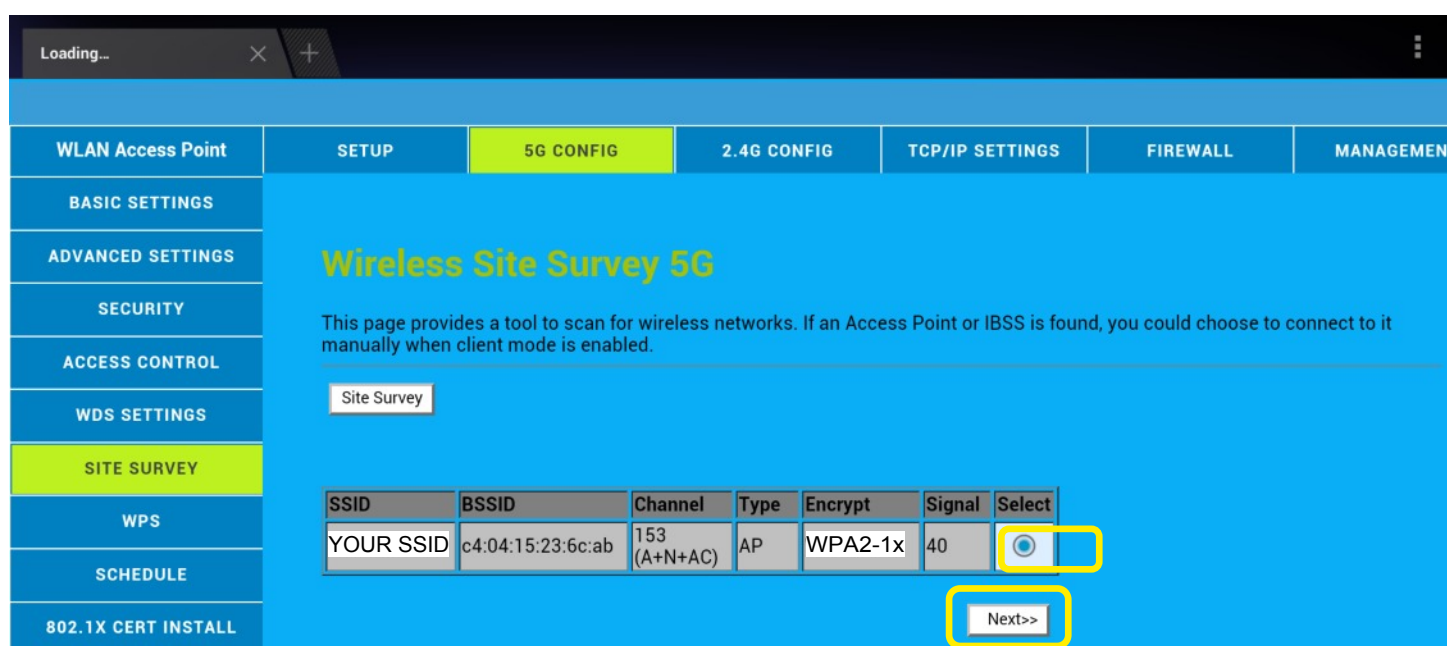 Loading...
WLAN Access Point
SETUP
5G CONFIG
2.4G CONFIG
TCP/IP SETTINGS
FIREWALL
MANAGEMEN
BASIC SETTINGS
ADVANCED SETTINGS
SECURITY
ACCESS CONTROL
WDS SETTINGS
SITE SURVEY
WPS
SCHEDULE
802.1X CERT INSTALL
Wireless Site Survey 5G
This page provides a tool to scan for wireless networks. If an Access Point or IBSS is found, you could choose to connect to it
manually when client mode is enabled.
Site Survey
SSID BSSID Channel Type Encrypt Signal Select
YOUR SSID c4:04:15:23:6c:ab 153 (A+N+AC) AP WPA2-1x 40
Next>>